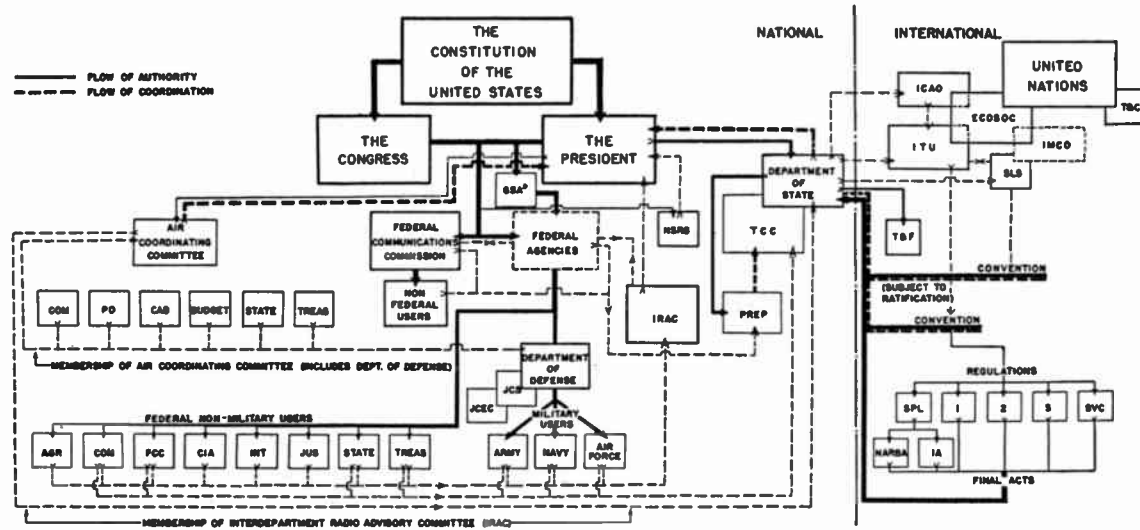 THE
CONSTITUTION
OF THE
UNITED STATES
NATIONAL
INTERNATIONAL
FLOW OF AUTHORITY
FLOW OF COORDINATION
UNITED
NATIONS
TBC
ICAO
ECOSOC
ITU
IMCO
SLS
THE
CONGRESS
THE
PRESIDENT
DEPARTMENT
OF
STATE
GSA
AIR
COORDINATING
COMMITTEE
FEDERAL
COMMUNICATIONS
COMMISSION
FEDERAL
AGENCIES
NSRB
TCC
T&F
NON
FEDERAL
USERS
IRAC
PREP
CONVENTION
(SUBJECT TO
RATIFICATION)
CONVENTION
COM
PO
CAB
BUDGET
STATE
TREAS
MEMBERSHIP OF AIR COORDINATING COMMITTEE (INCLUDES DEPT. OF DEFENSE)
DEPARTMENT
OF
DEFENSE
JCS
JCEC
REGULATIONS
SPL
1
2
3
SVC
NARBA
IA
FINAL ACTS
FEDERAL NON-MILITARY USERS
MILITARY
USERS
AGR
COM
FCC
CIA
INT
JUS
STATE
TREAS
ARMY
NAVY
AIR
FORCE
MEMBERSHIP OF INTERDEPARTMENT RADIO ADVISORY COMMITTEE (IRAC)